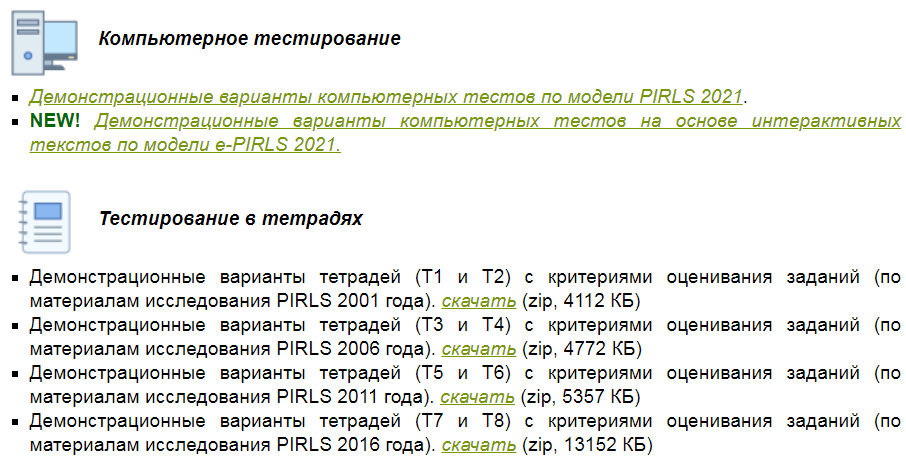 Компьютерное тестирование
Демонстрационные варианты компьютерных тестов по модели PIRLS 2021.
NEW! Демонстрационные варианты компьютерных тестов на основе интерактивных
текстов по модели e-PIRLS 2021.
Тестирование в тетрадях
Демонстрационные варианты тетрадей (Т1 и Т2) с критериями оценивания заданий (по
материалам исследования PIRLS 2001 года). скачать (zip, 4112 КБ)
Демонстрационные варианты тетрадей (Т3 и Т4) с критериями оценивания заданий (по
материалам исследования PIRLS 2006 года). скачать (zip, 4772 КБ)
Демонстрационные варианты тетрадей (Т5 и Т6) с критериями оценивания заданий (по
материалам исследования PIRLS 2011 года). скачать (zip, 5357 КБ)
Демонстрационные варианты тетрадей (Т7 и Т8) с критериями оценивания заданий (по
материалам исследования PIRLS 2016 года). скачать (zip, 13152 КБ)